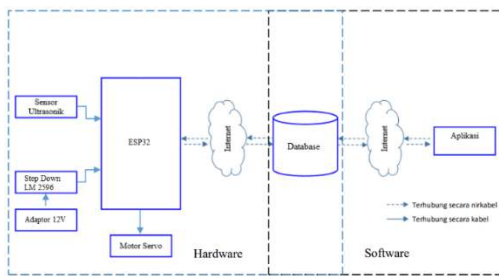 Sensor
Ultrasonik
ESP32
Step Down
LM 2596
Adaptor 12V
Motor Servo
Internet
Database
Internet
Aplikasi
Terhubung secara nirkabel
Terhubung secara kabel
Hardware
Software